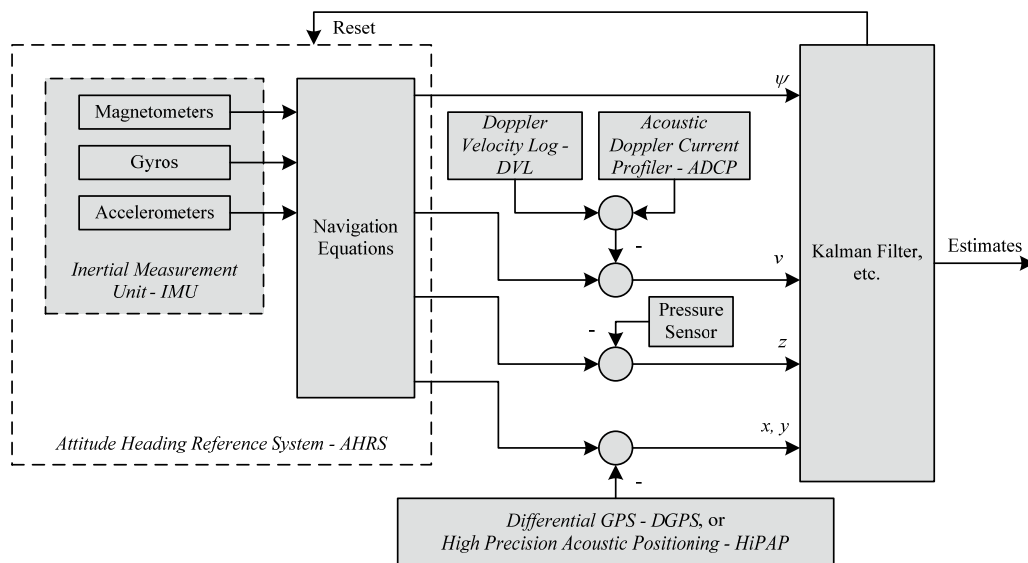 Reset
Magnetometers
Gyros
Accelerometers
Inertial Measurement
Unit - IMU
Navigation
Equations
Attitude Heading Reference System - AHRS
ψ
Doppler
Velocity Log -
DVL
Acoustic
Doppler Current
Profiler - ADCP
-
v
Pressure
Sensor
-
z
x, y
-
Differential GPS - DGPS, or
High Precision Acoustic Positioning - HiPAP
Kalman Filter,
etc.
Estimates